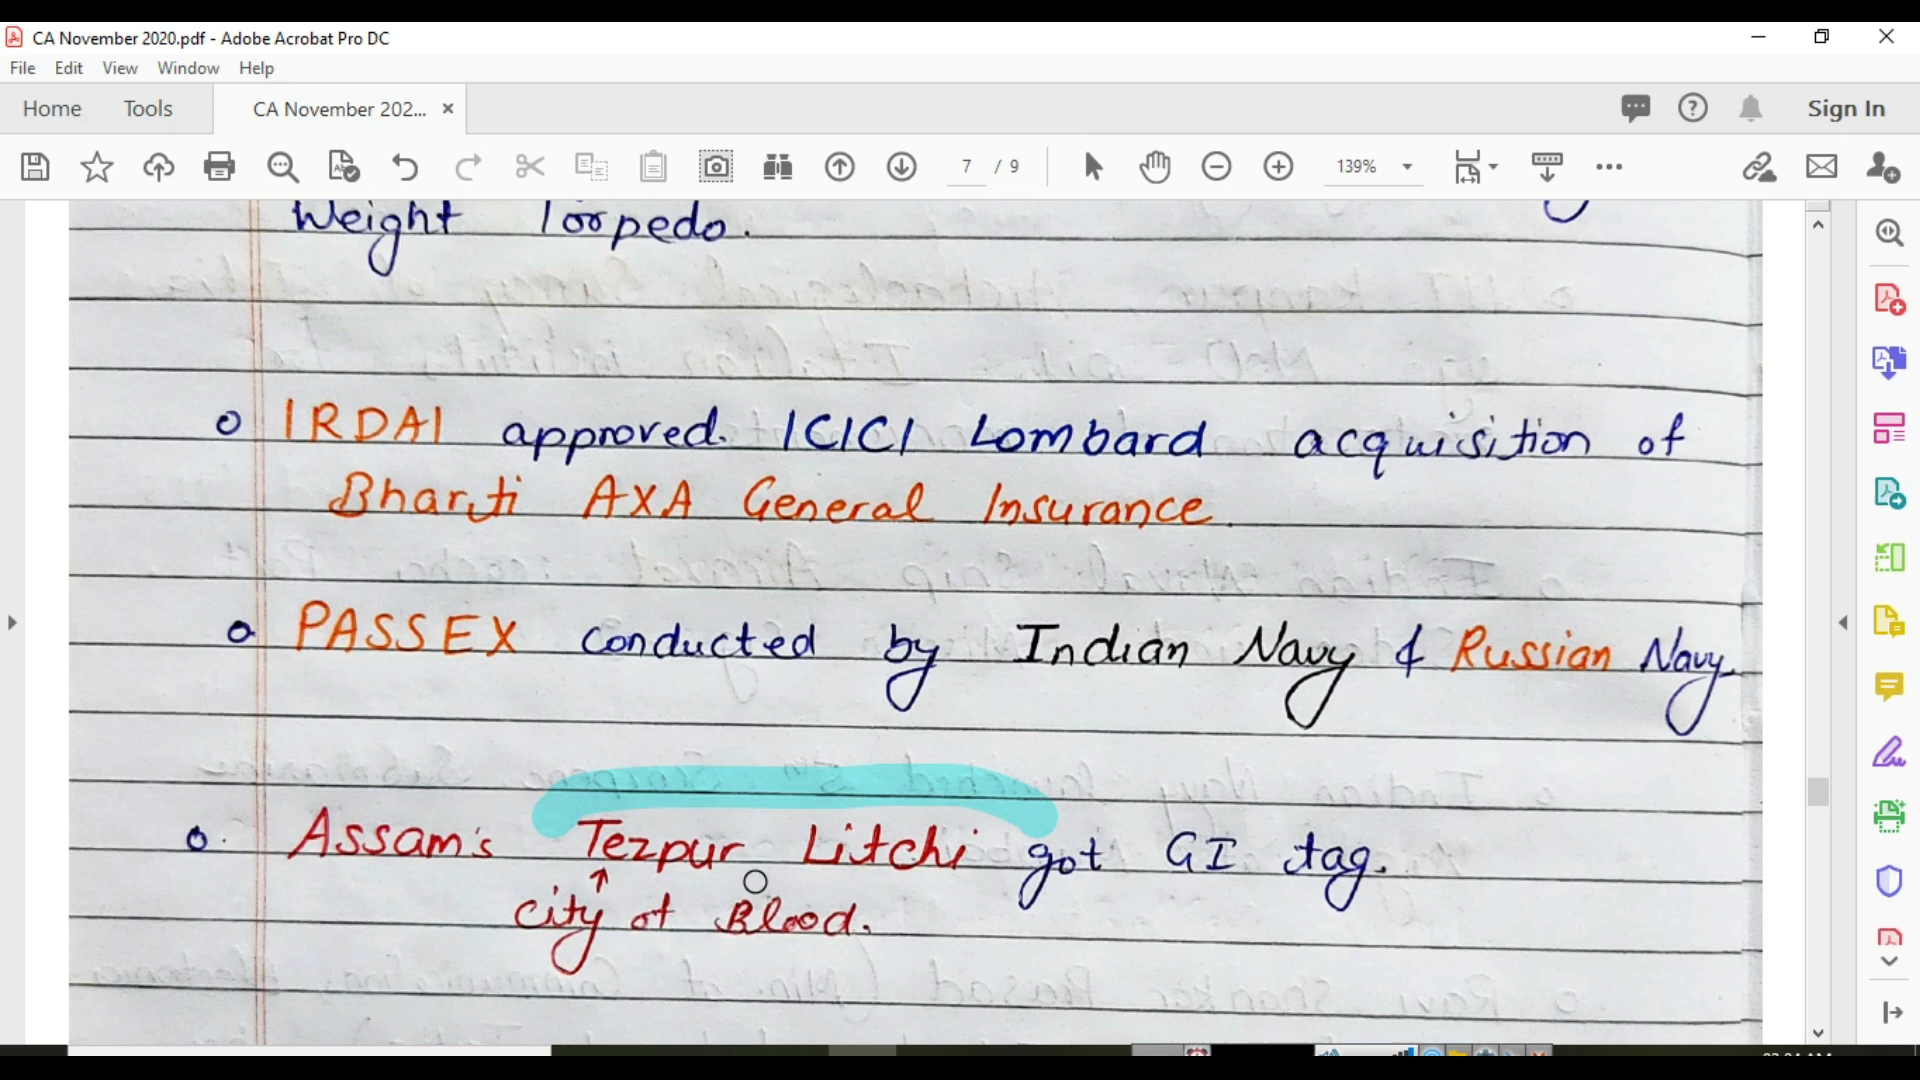 CA November 2020.pdf - Adobe Acrobat Pro DC
File Edit View Window Help
Home Tools CA November 202... × Sign In
7 / 9 139%
Weight Torpedo.
o IRDAI approved. ICICI Lombard acquisition of
Bharti AXA General Insurance.
o PASSEX conducted by Indian Navy & Russian Navy
o. Assam's Tezpur Litchi got GI tag.
↑
city of Blood.